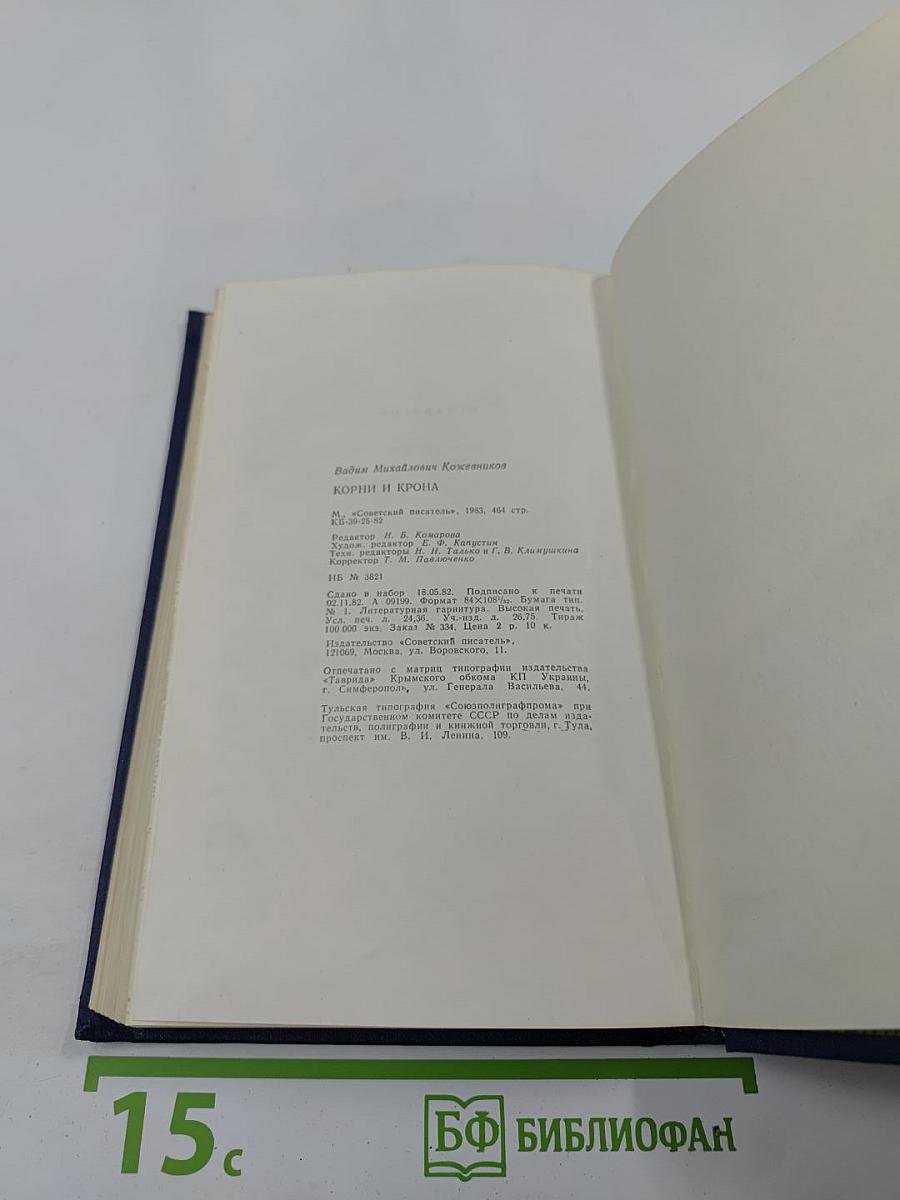 Вадим Михайлович Кожевников
КОРНИ И КРОНА
М., «Советский писатель», 1983, 464 стр.
КБ-39-25-82
Редактор Н. Б. Комарова
Худож. редактор Е. Ф. Капустин
Техн. редакторы Н. Н. Талько и Г. В. Климушкина
Корректор Т. М. Павлюченко
ИБ № 3821
Сдано в набор 18.05.82. Подписано к печати
02.11.82. А 09199. Формат 84×108¹/₃₂. Бумага тип.
№ 1. Литературная гарнитура. Высокая печать.
Усл. печ. л. 24,36. Уч.-изд. л. 26,75. Тираж
100 000 экз. Заказ № 334. Цена 2 р. 10 к.
Издательство «Советский писатель»,
121069, Москва, ул. Воровского, 11.
Отпечатано с матриц типографии издательства
«Таврида» Крымского обкома КП Украины,
г. Симферополь, ул. Генерала Васильева, 44,
Тульская типография «Союзполиграфпрома» при
Государственном комитете СССР по делам изда-
тельств, полиграфии и книжной торговли, г. Тула,
проспект им. В. И. Ленина, 109.
15 с
БФ БИБЛИОФАН